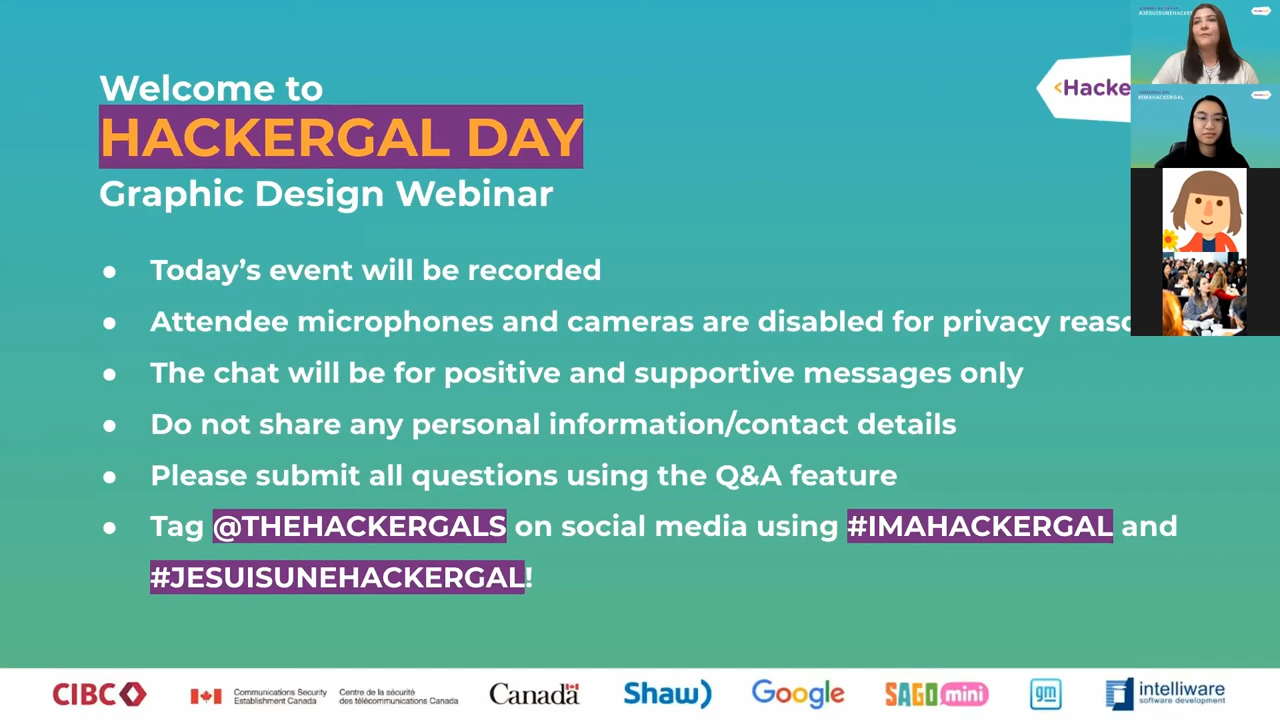 Welcome to
HACKERGAL DAY
Graphic Design Webinar
<Hacke
#IMAHACKERGAL
● Today's event will be recorded
● Attendee microphones and cameras are disabled for privacy reaso
● The chat will be for positive and supportive messages only
● Do not share any personal information/contact details
● Please submit all questions using the Q&A feature
● Tag @THEHACKERGALS on social media using #IMAHACKERGAL and
#JESUISUNEHACKERGAL!
CIBC
Communications Security
Establishment Canada
Centre de la sécurité
des télécommunications Canada
Canada
Shaw)
Google
SAGO mini
gm
intelliware
software development